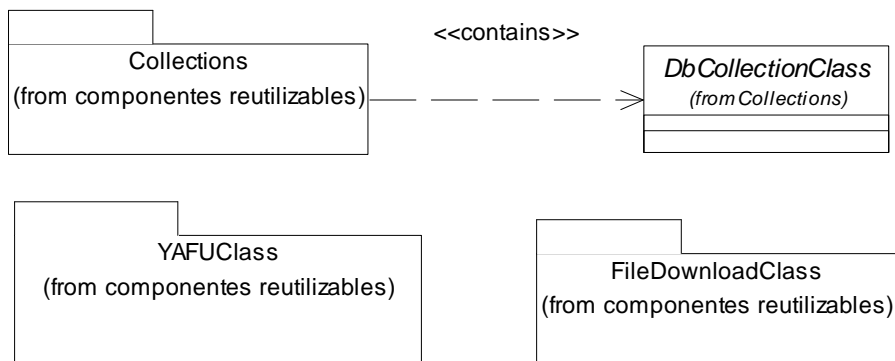 <<contains>>
Collections
(from componentes reutilizables)
DbCollectionClass
(from Collections)
YAFUClass
(from componentes reutilizables)
FileDownloadClass
(from componentes reutilizables)